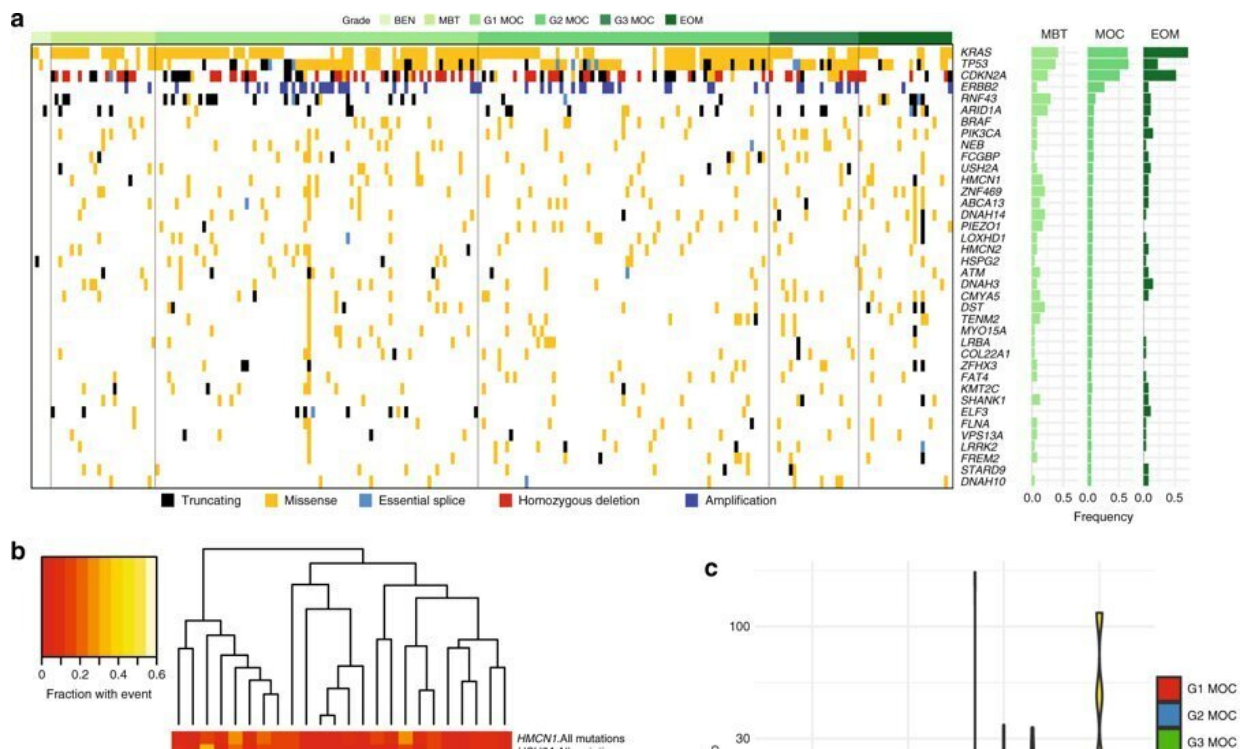 a
Grade BEN MBT G1 MOC G2 MOC G3 MOC EOM
MBT MOC EOM
KRAS
TP53
CDKN2A
ERBB2
RNF43
ARID1A
BRAF
PIK3CA
NEB
FCGBP
USH2A
HMCN1
ZNF469
ABCA13
DNAH14
PIEZO1
LOXHD1
HMCN2
HSPG2
ATM
DNAH3
CMYA5
DST
TENM2
MYO15A
LRBA
COL22A1
ZFHX3
FAT4
KMT2C
SHANK1
ELF3
FLNA
VPS13A
LRRK2
FREM2
STARD9
DNAH10
0.0 0.5 0.0 0.5 0.0 0.5
Frequency
Truncating Missense Essential splice Homozygous deletion Amplification
b
0 0.2 0.4 0.6
Fraction with event
HMCN1.All mutations
c
100
30
G1 MOC
G2 MOC
G3 MOC